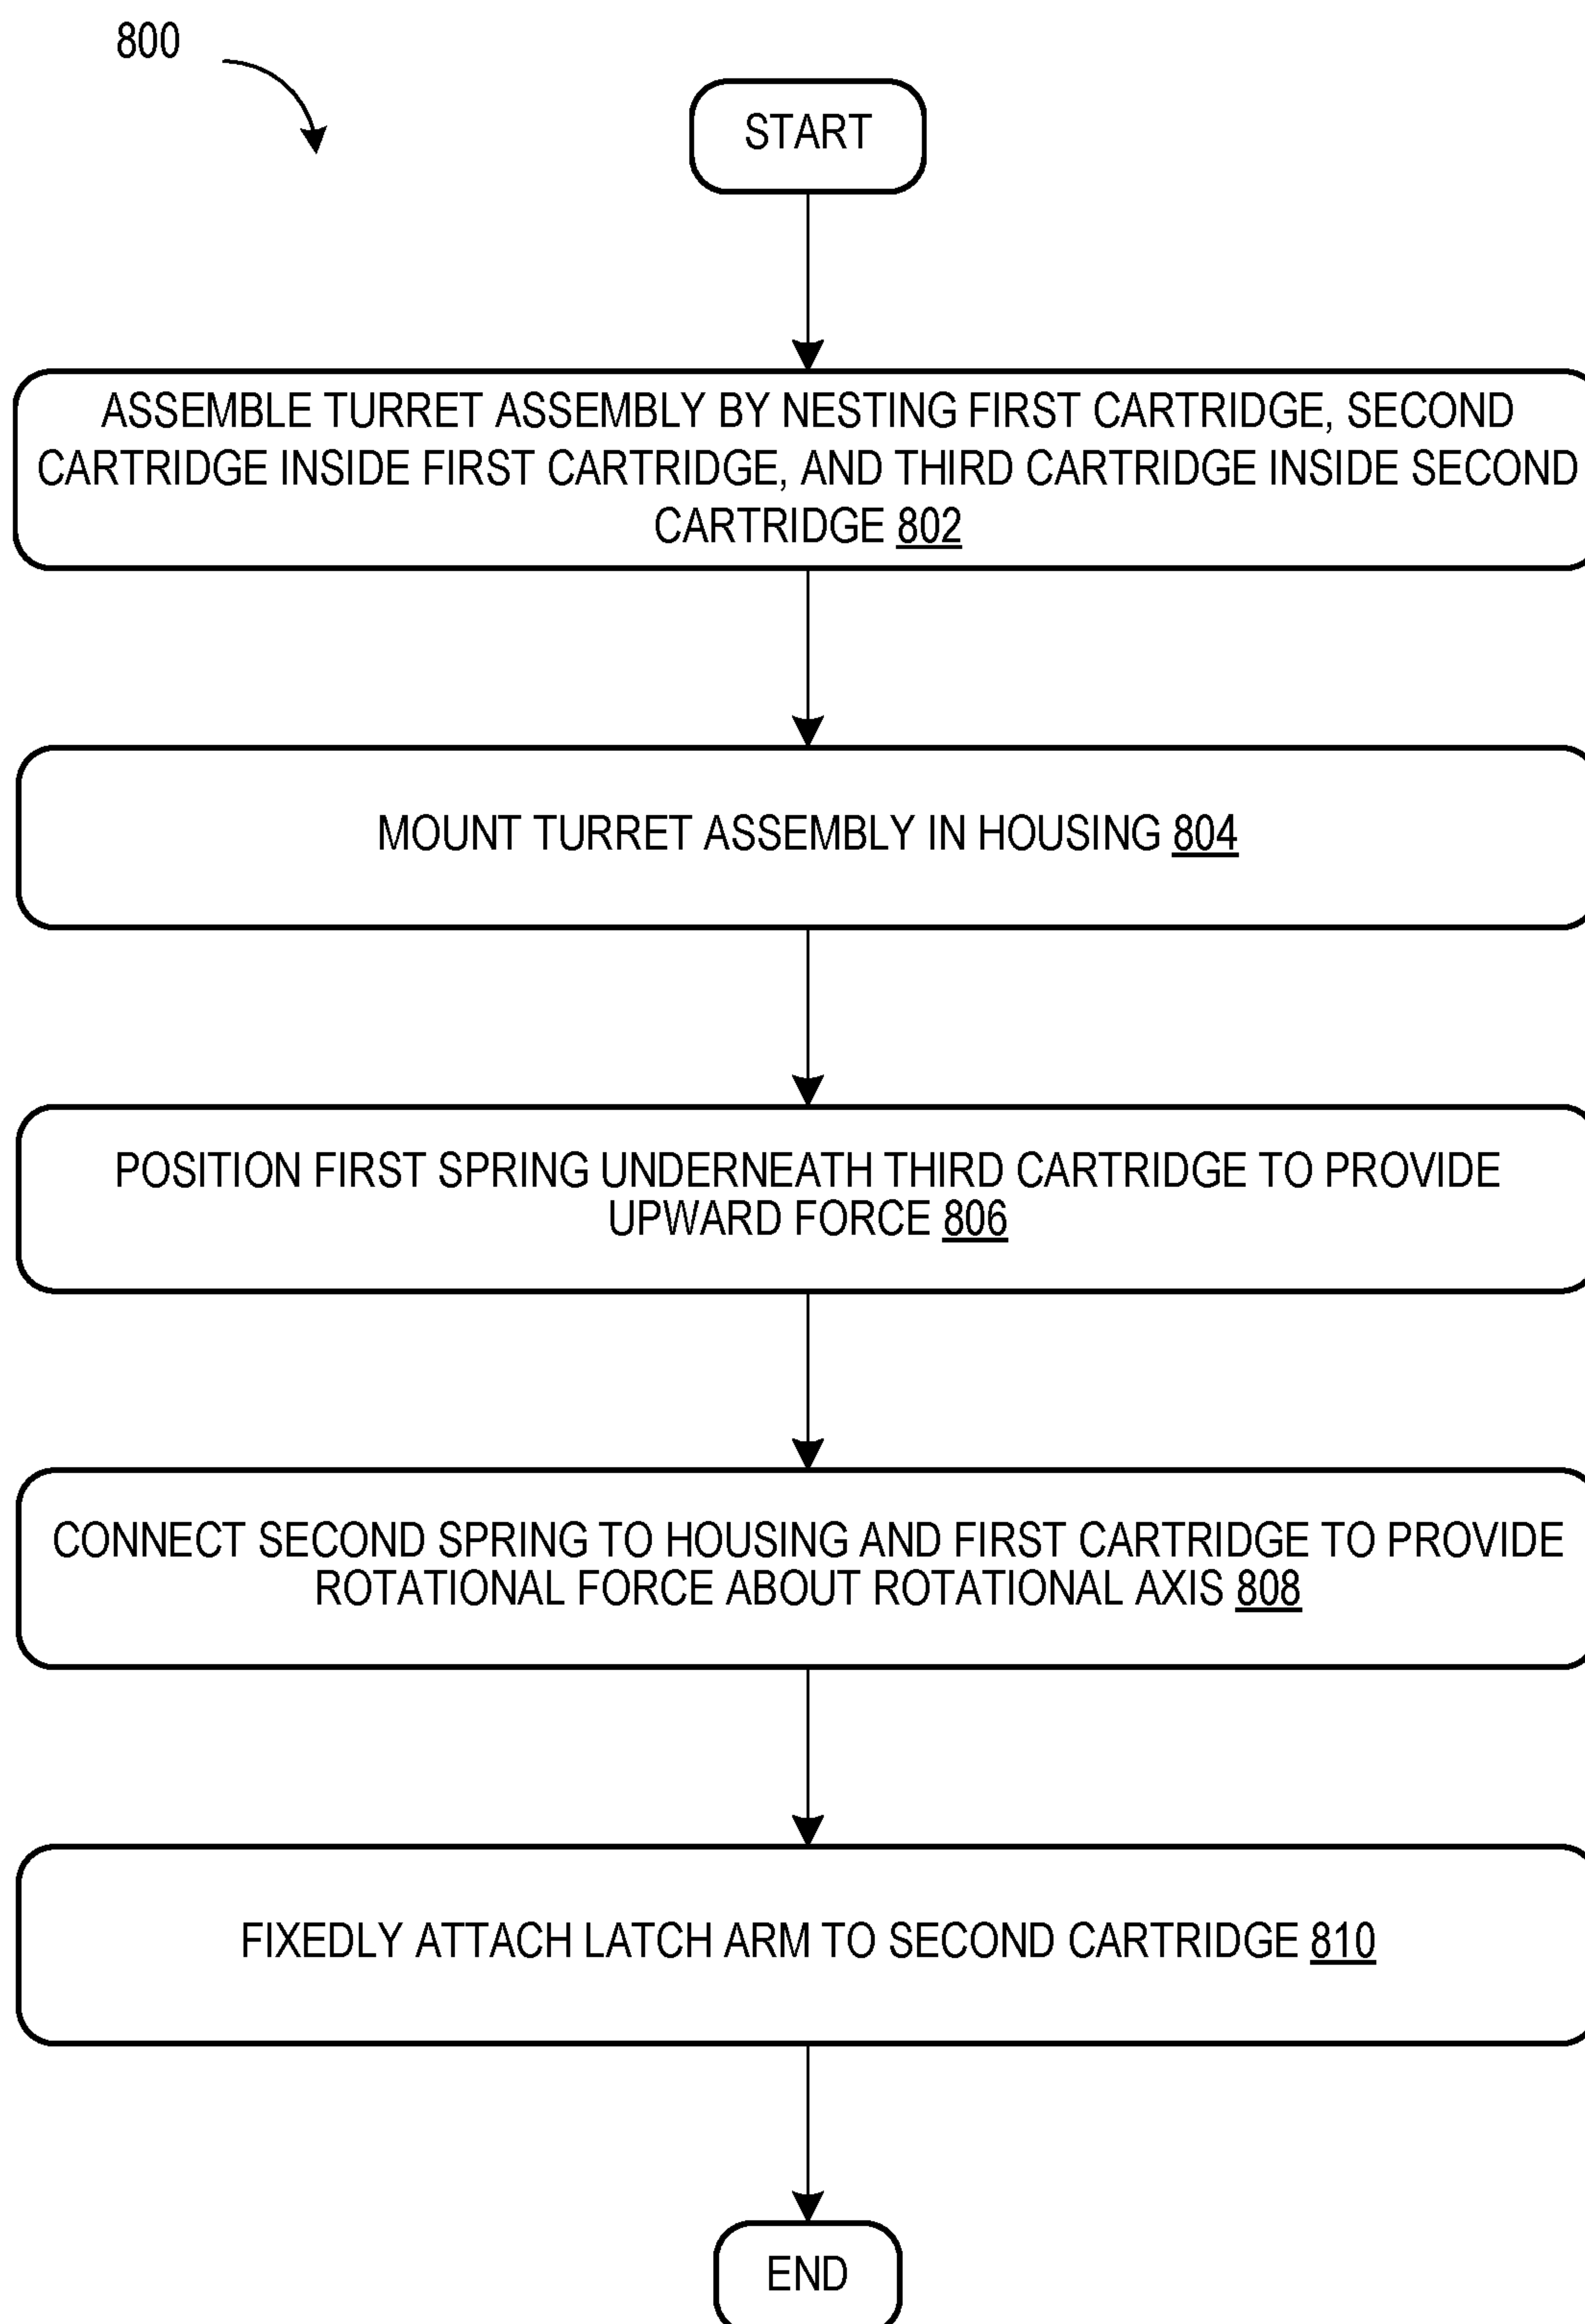 800
START
ASSEMBLE TURRET ASSEMBLY BY NESTING FIRST CARTRIDGE, SECOND
CARTRIDGE INSIDE FIRST CARTRIDGE, AND THIRD CARTRIDGE INSIDE SECOND
CARTRIDGE 802
MOUNT TURRET ASSEMBLY IN HOUSING 804
POSITION FIRST SPRING UNDERNEATH THIRD CARTRIDGE TO PROVIDE
UPWARD FORCE 806
CONNECT SECOND SPRING TO HOUSING AND FIRST CARTRIDGE TO PROVIDE
ROTATIONAL FORCE ABOUT ROTATIONAL AXIS 808
FIXEDLY ATTACH LATCH ARM TO SECOND CARTRIDGE 810
END